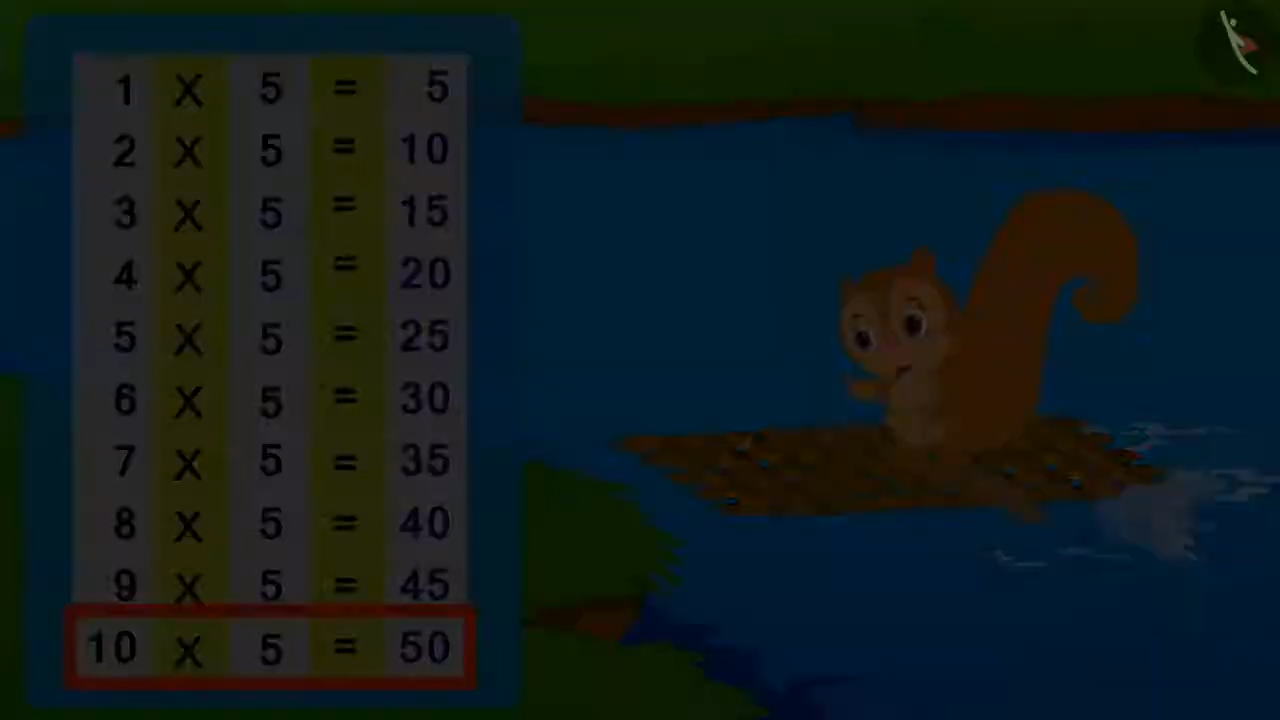 1 X 5 = 5
2 X 5 = 10
3 X 5 = 15
4 X 5 = 20
5 X 5 = 25
6 X 5 = 30
7 X 5 = 35
8 X 5 = 40
9 X 5 = 45
10 X 5 = 50